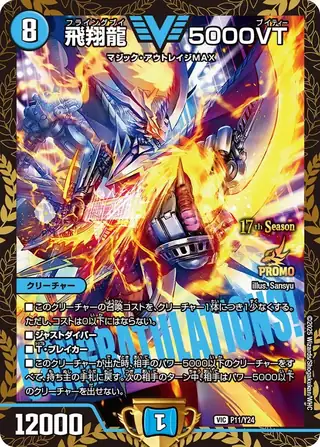 フライングブイ ブイティー
8 飛翔龍 5000VT
マジック・アウトレイジMAX
17th Season
PROMO
illus. Sansyu
クリーチャー
■このクリーチャーの召喚コストを、クリーチャー1体につき1少なくする。
ただし、コストは0以下にはならない。
■ジャストダイバー
■T・ブレイカー
■このクリーチャーが出た時、相手のパワー5000以下のクリーチャーをす
べて、持ち主の手札に戻す。次の相手のターン中、相手はパワー5000以下
のクリーチャーを出せない。
12000
1
VIC P11/Y24